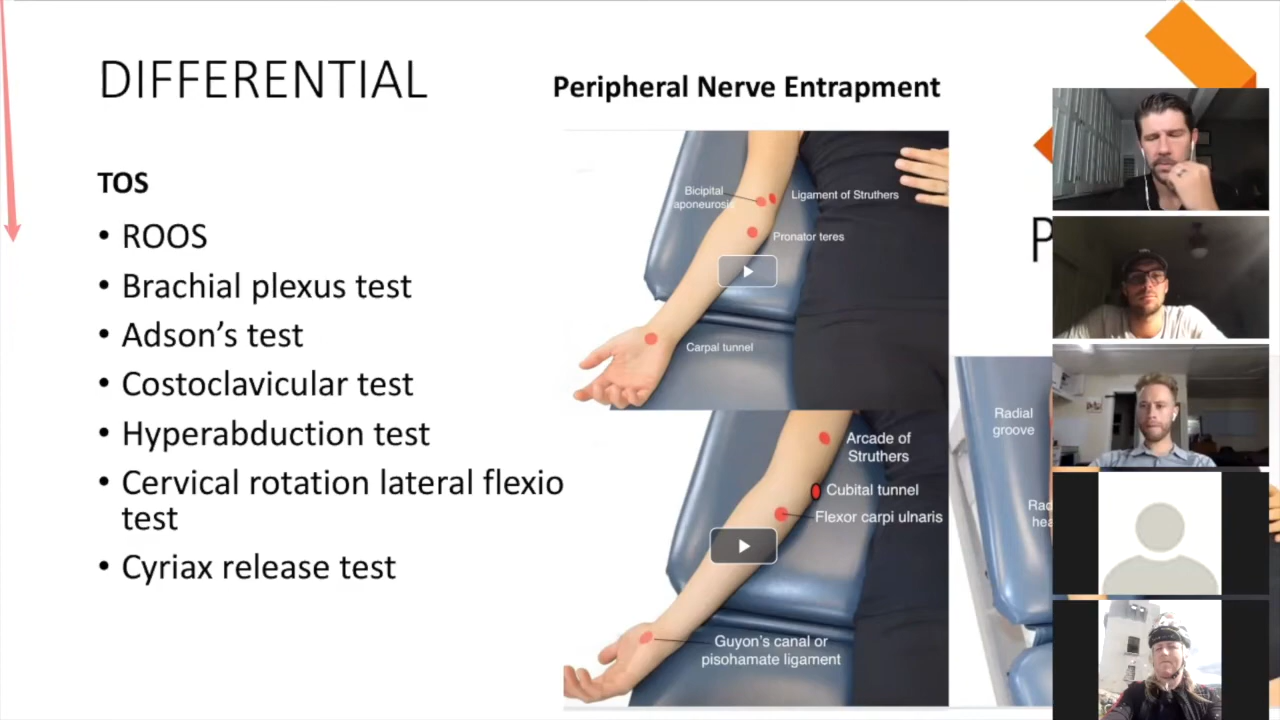 DIFFERENTIAL
TOS
• ROOS
• Brachial plexus test
• Adson's test
• Costoclavicular test
• Hyperabduction test
• Cervical rotation lateral flexio
test
• Cyriax release test
Peripheral Nerve Entrapment
Bicipital
aponeurosis
Ligament of Struthers
Pronator teres
Carpal tunnel
Arcade of
Struthers
Cubital tunnel
Flexor carpi ulnaris
Guyon's canal or
pisohamate ligament
Radial
groove
P